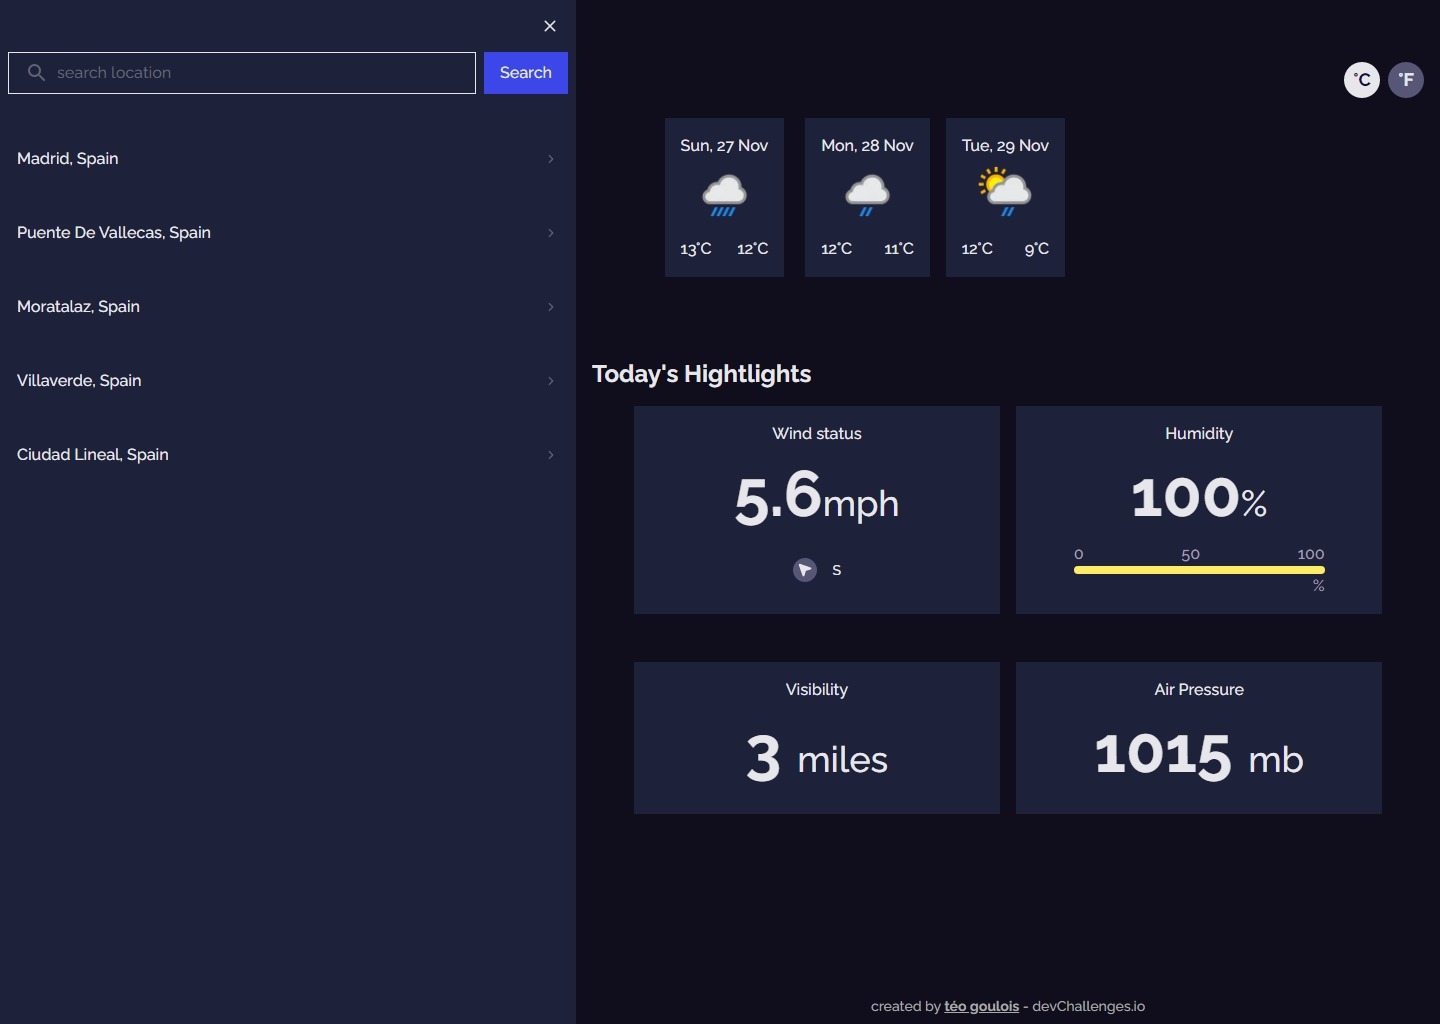 search location
Search
Madrid, Spain
Puente De Vallecas, Spain
Moratalaz, Spain
Villaverde, Spain
Ciudad Lineal, Spain
°C °F
Sun, 27 Nov
13°C 12°C
Mon, 28 Nov
12°C 11°C
Tue, 29 Nov
12°C 9°C
Today's Hightlights
Wind status
5.6mph
S
Humidity
100%
0 50 100
%
Visibility
3 miles
Air Pressure
1015 mb
created by téo goulois - devChallenges.io